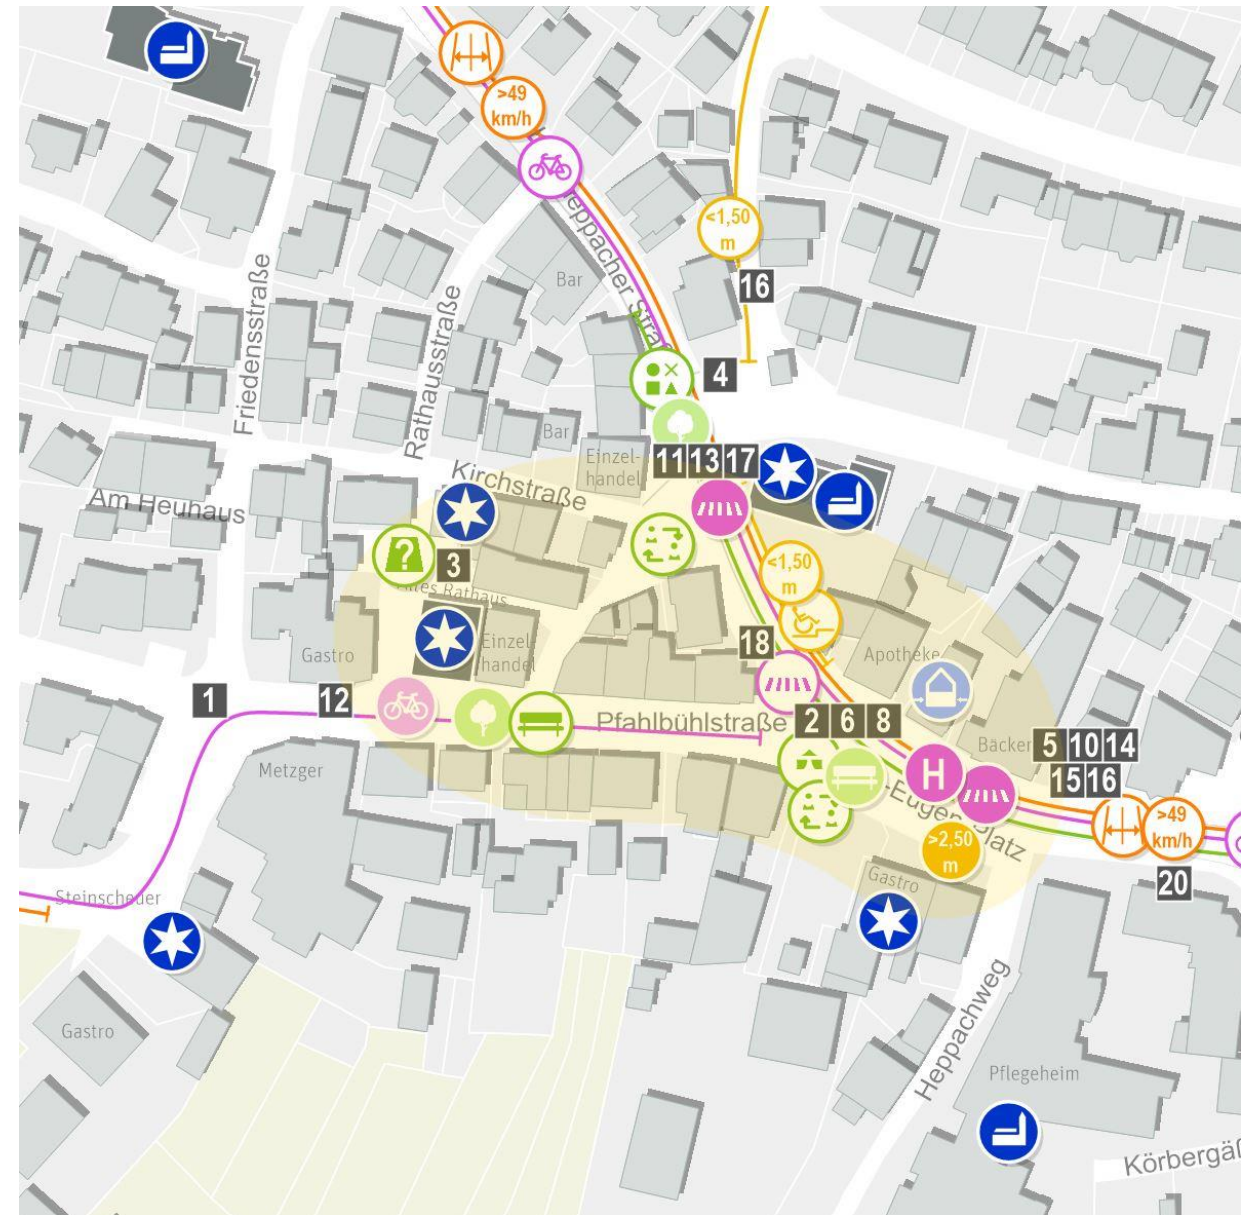 >49
km/h
Heppacher Straß
<1,50
m
16
Bar
Friedensstraße
Rathausstraße
4
Bar
Einzel-
handel
11 13 17
Kirchstraße
Am Heuhaus
?
3
Altes Rathaus
<1,50
m
Einzel-
handel
Gastro
18
Apotheke
1
12
Pfahlbühlstraße
2 6 8
Bäcker
5 10 14
15 16
Metzger
H
-Eugen-Platz
>49
km/h
>2,50
m
20
Gastro
Steinscheuer
Gastro
Heppachweg
Pflegeheim
Körbergäß